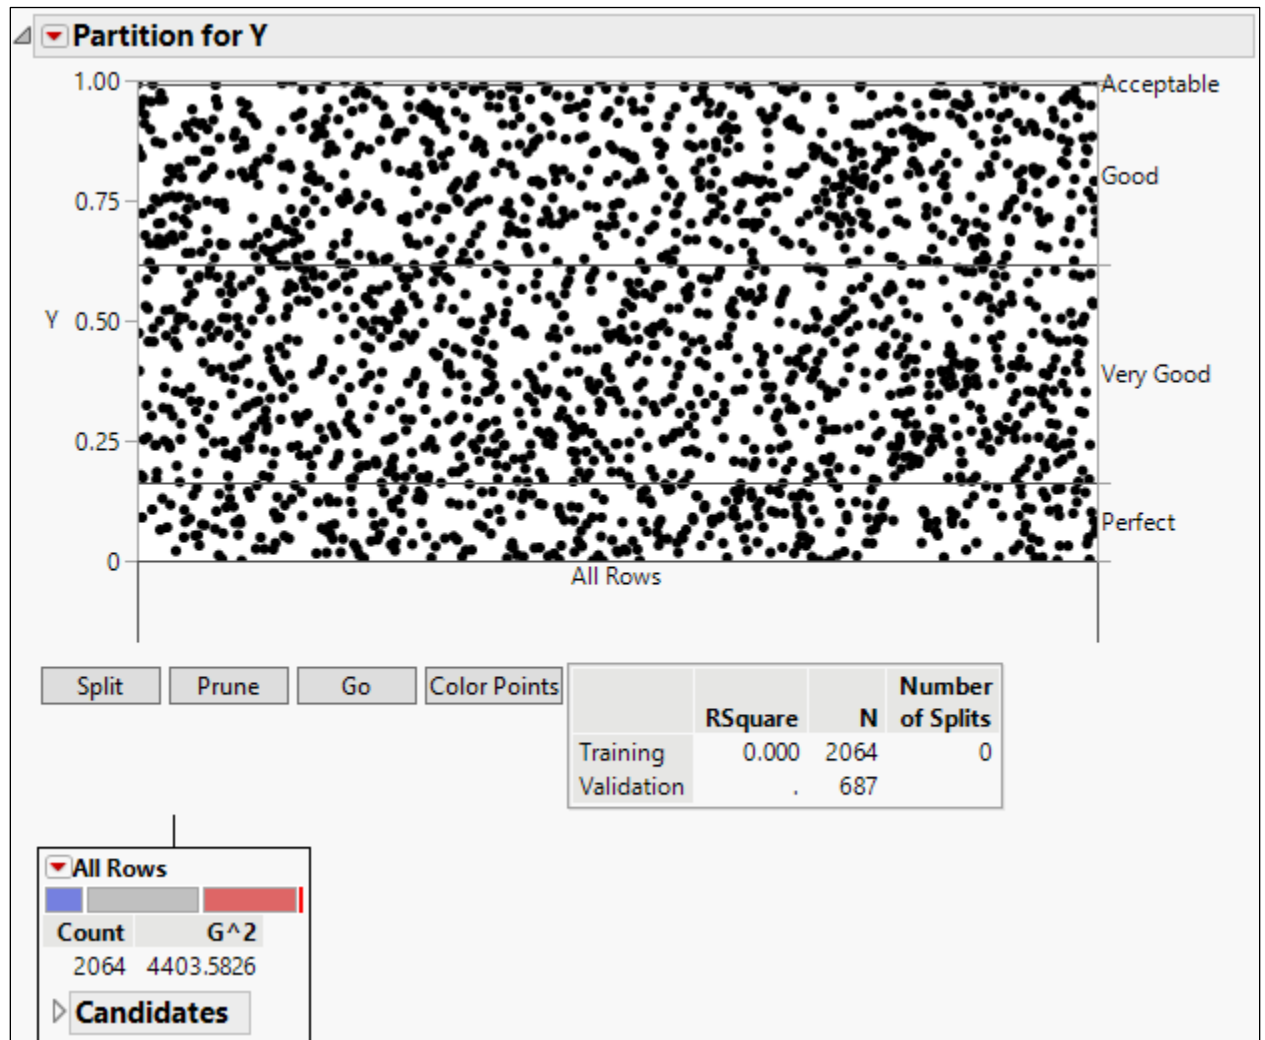 Partition for Y
1.00
Acceptable
Good
0.75
Y 0.50
Very Good
0.25
Perfect
0
All Rows
Split Prune Go Color Points
RSquare N Number of Splits
Training 0.000 2064 0
Validation . 687
All Rows
Count G^2
2064 4403.5826
Candidates